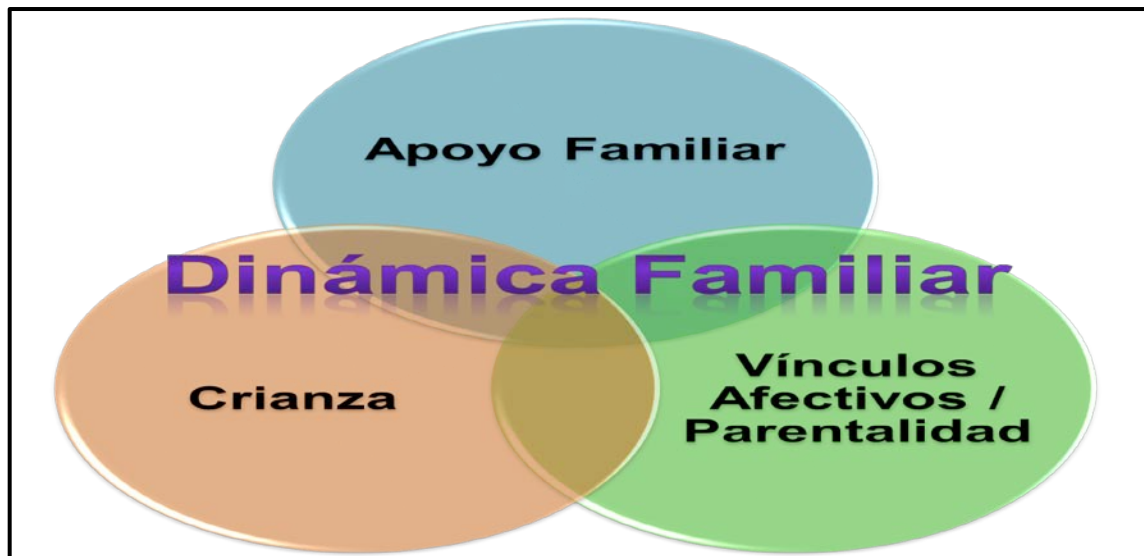 Apoyo Familiar
Dinámica Familiar
Crianza
Vínculos
Afectivos /
Parentalidad